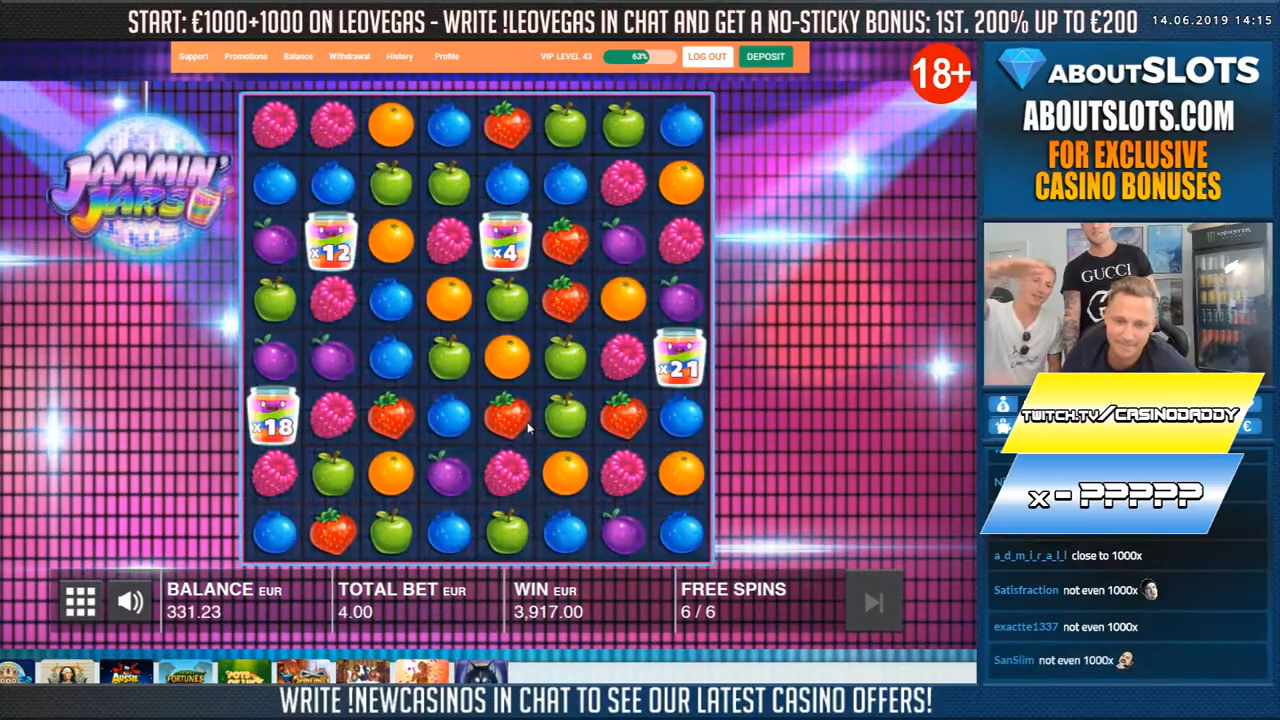 START: €1000+1000 ON LEOVEGAS - WRITE !LEOVEGAS IN CHAT AND GET A NO-STICKY BONUS: 1ST. 200% UP TO €200
14.06.2019 14:15
Support Promotions Balance Withdrawal History Profile VIP LEVEL 43 63% LOG OUT DEPOSIT
18+
ABOUTSLOTS
ABOUTSLOTS.COM
FOR EXCLUSIVE
CASINO BONUSES
JAMMIN'
JARS
x12
x4
x21
x18
MONSTER
GUCCI
TWITCH.TV/CASINODADDY
x-PPPPP
a_d_m_i_r_a_l_l close to 1000x
Satisfraction not even 1000x
exactte1337 not even 1000x
SanSiim not even 1000x
BALANCE EUR
331.23
TOTAL BET EUR
4.00
WIN EUR
3,917.00
FREE SPINS
6 / 6
AUSSIE
FORTUNES
WRITE !NEWCASINOS IN CHAT TO SEE OUR LATEST CASINO OFFERS!